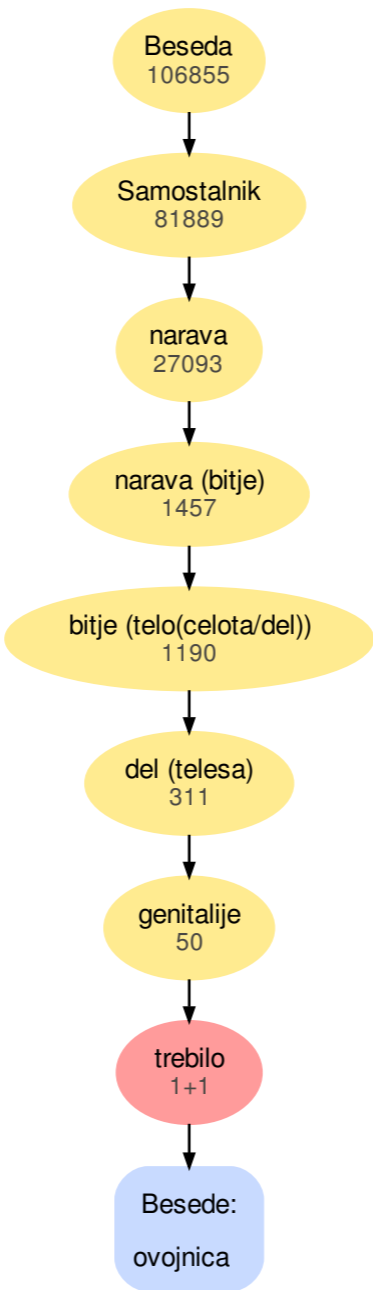 Beseda
106855
Samostalnik
81889
narava
27093
narava (bitje)
1457
bitje (telo(celota/del))
1190
del (telesa)
311
genitalije
50
trebilo
1+1
Besede:
ovojnica